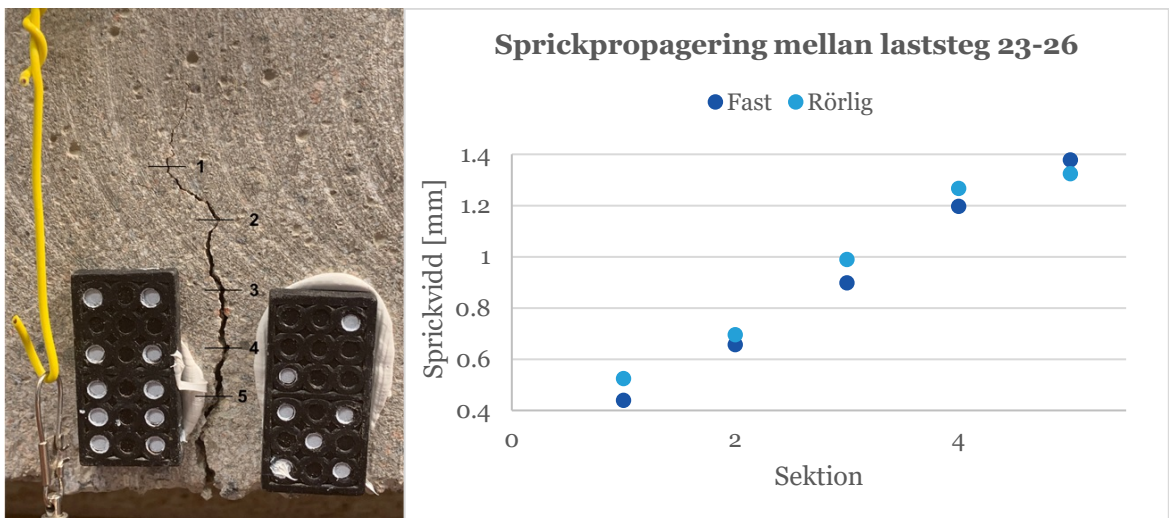 1
2
3
4
5
Sprickpropagering mellan laststeg 23-26
Fast Rörlig
Sprickvidd [mm]
1.4
1.2
1
0.8
0.6
0.4
0 2 4
Sektion